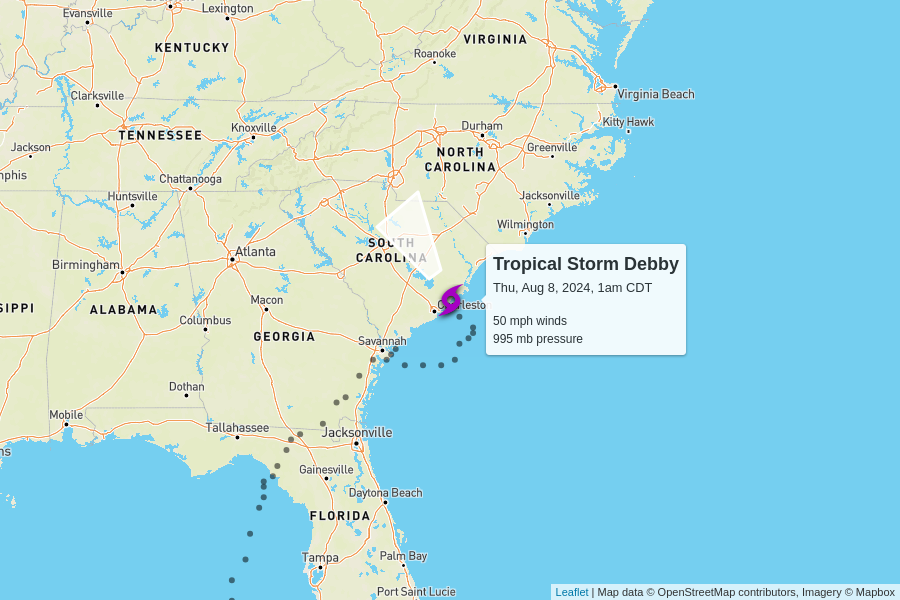 Evansville
Lexington
KENTUCKY
VIRGINIA
Roanoke
Clarksville
Virginia Beach
TENNESSEE
Knoxville
Durham
Kitty Hawk
Jackson
NORTH
CAROLINA
Greenville
mphis
Chattanooga
Huntsville
Jacksonville
Wilmington
SOUTH
CAROLINA
Atlanta
Birmingham
Tropical Storm Debby
Thu, Aug 8, 2024, 1am CDT
50 mph winds
995 mb pressure
Macon
SIPPI
ALABAMA
Columbus
Charlesto
GEORGIA
Savannah
Dothan
Mobile
Tallahassee
Jacksonville
ns
Gainesville
Daytona Beach
FLORIDA
Tampa
Palm Bay
Port Saint Lucie
Leaflet | Map data © OpenStreetMap contributors, Imagery © Mapbox